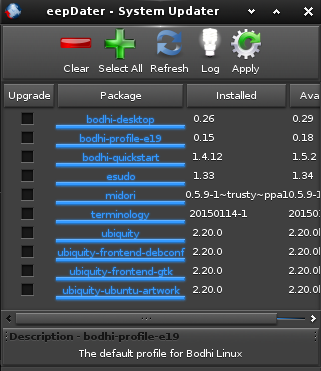 eepDater - System Updater
Clear Select All Refresh Log Apply
Upgrade Package Installed Ava
bodhi-desktop 0.26 0.29
bodhi-profile-e19 0.15 0.18
bodhi-quickstart 1.4.12 1.5.2
esudo 1.33 1.34
midori 0.5.9-1~trusty~ppa1 0.5.9-
terminology 20150114-1 20150
ubiquity 2.20.0 2.20.0
ubiquity-frontend-debconf 2.20.0 2.20.0
ubiquity-frontend-gtk 2.20.0 2.20.0
ubiquity-ubuntu-artwork 2.20.0 2.20.0
Description - bodhi-profile-e19
The default profile for Bodhi Linux